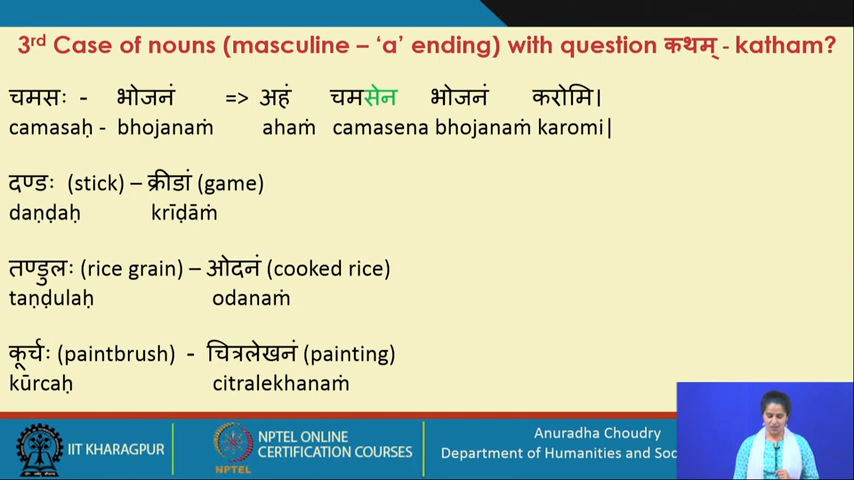 3rd Case of nouns (masculine – ‘a’ ending) with question कथम् - katham?
चमसः - भोजनं => अहं चमसेन भोजनं करोमि।
camasaḥ - bhojanaṁ ahaṁ camasena bhojanaṁ karomi|
दण्डः (stick) – क्रीडां (game)
daṇḍaḥ krīḍāṁ
तण्डुलः (rice grain) – ओदनं (cooked rice)
taṇḍulaḥ odanaṁ
कूर्चः (paintbrush) - चित्रलेखनं (painting)
kūrcaḥ citralekhanaṁ
IIT KHARAGPUR
NPTEL
NPTEL ONLINE
CERTIFICATION COURSES
Anuradha Choudry
Department of Humanities and Soc